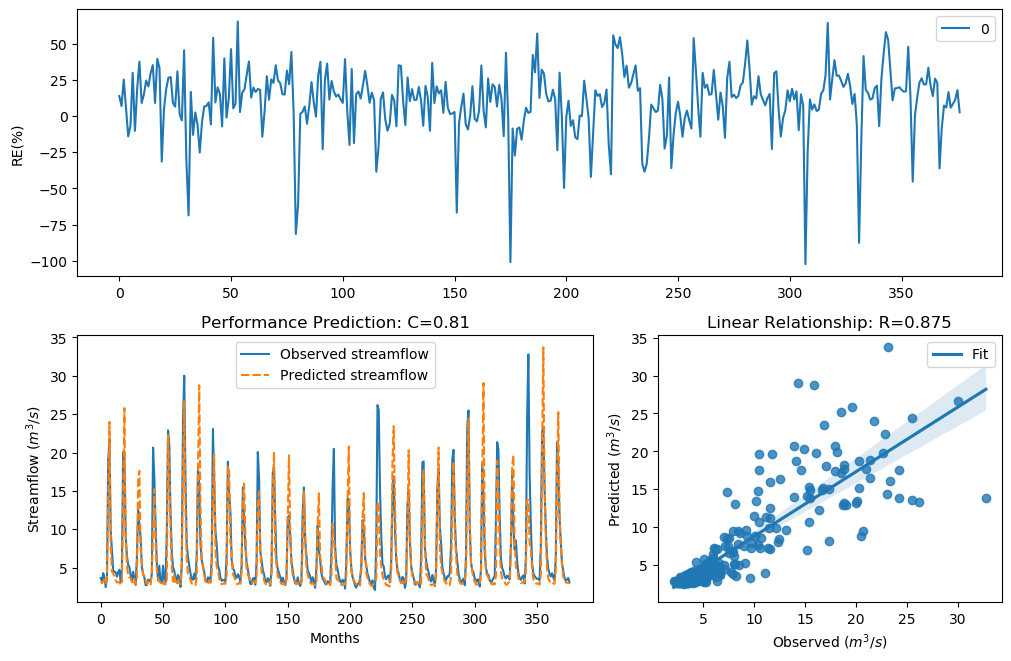 50
25
0
−25
−50
−75
−100
RE(%)
0
0 50 100 150 200 250 300 350
Performance Prediction: C=0.81
35
30
25
20
15
10
5
Streamflow (m³/s)
Observed streamflow
Predicted streamflow
0 50 100 150 200 250 300 350
Months
Linear Relationship: R=0.875
35
30
25
20
15
10
5
Predicted (m³/s)
Fit
5 10 15 20 25 30
Observed (m³/s)